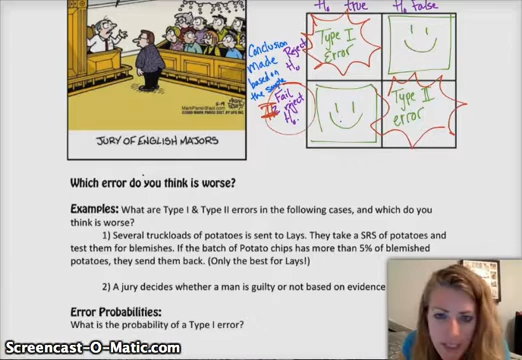 H₀ true H₀ false
Conclusion
Made
based on
the sample
Reject
H₀
Type I
Error
Fail
reject
H₀.
Type II
error
MarkParisi@aol.com
JURY OF ENGLISH MAJORS
Which error do you think is worse?
Examples: What are Type I & Type II errors in the following cases, and which do you
think is worse?
1) Several truckloads of potatoes is sent to Lays. They take a SRS of potatoes and
test them for blemishes. If the batch of Potato chips has more than 5% of blemished
potatoes, they send them back. (Only the best for Lays!)
2) A jury decides whether a man is guilty or not based on evidence
Error Probabilities:
What is the probability of a Type I error?
Screencast-O-Matic.com